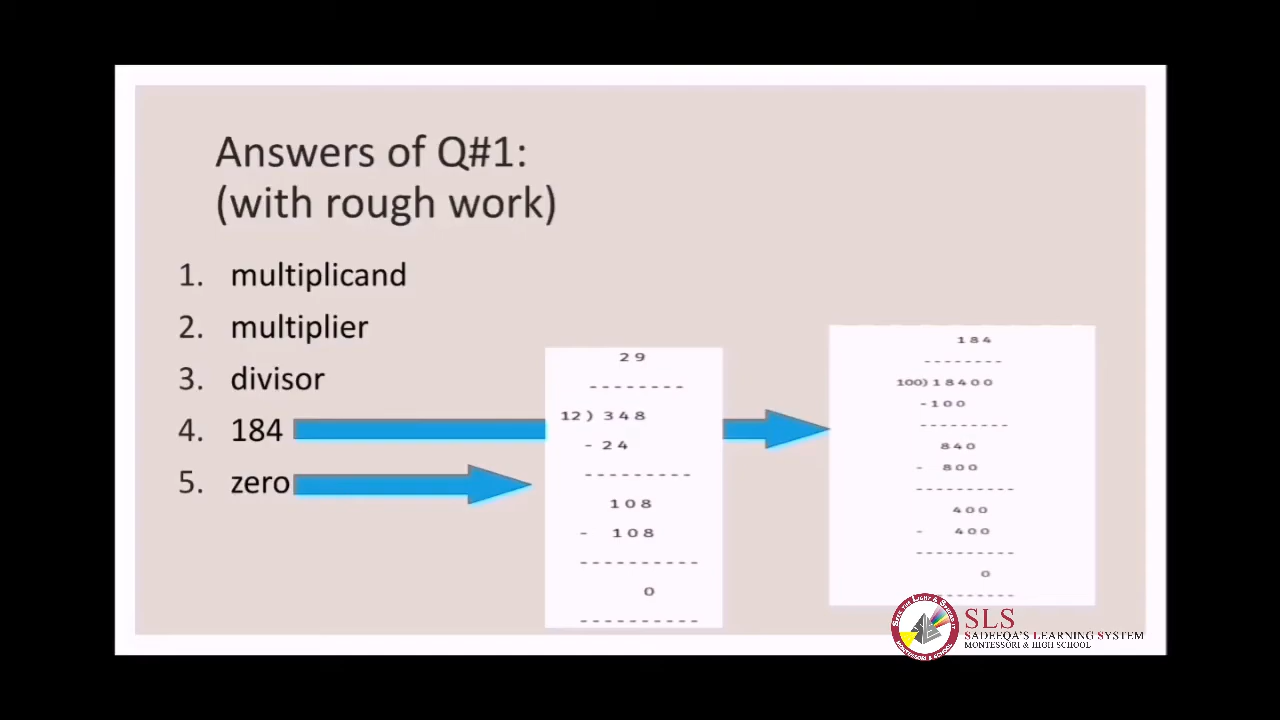 Answers of Q#1:
(with rough work)
1. multiplicand
2. multiplier
3. divisor
4. 184
5. zero
29
--------
12 ) 348
- 24
---------
108
- 108
----------
0
----------
184
--------
100) 18400
-100
---------
840
- 800
----------
400
- 400
----------
0
SLS
SADEEQA'S LEARNING SYSTEM
MONTESSORI & HIGH SCHOOL